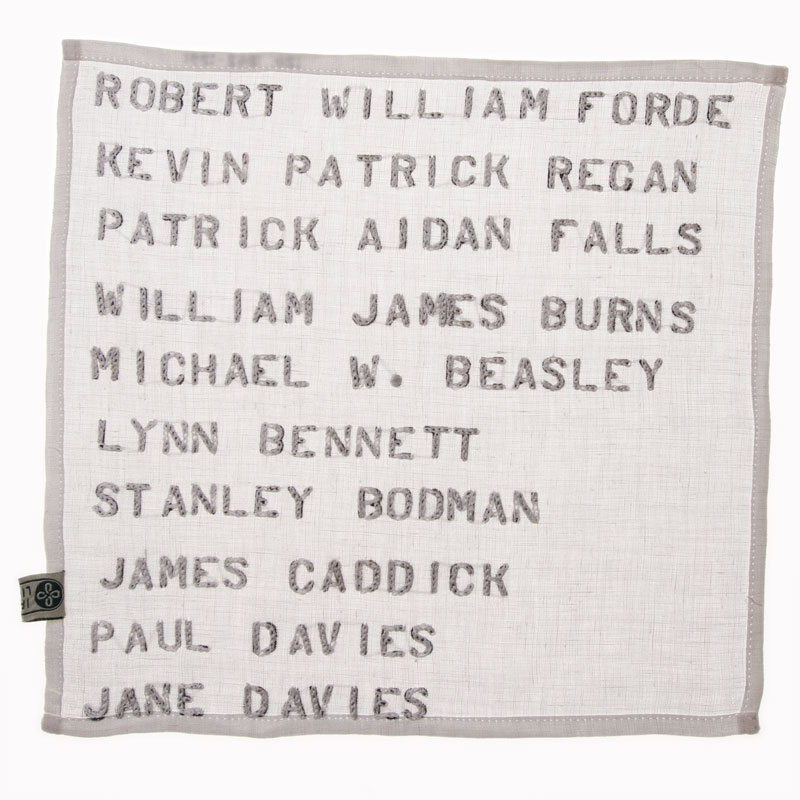 ROBERT WILLIAM FORDE
KEVIN PATRICK REGAN
PATRICK AIDAN FALLS
WILLIAM JAMES BURNS
MICHAEL W. BEASLEY
LYNN BENNETT
STANLEY BODMAN
JAMES CADDICK
PAUL DAVIES
JANE DAVIES